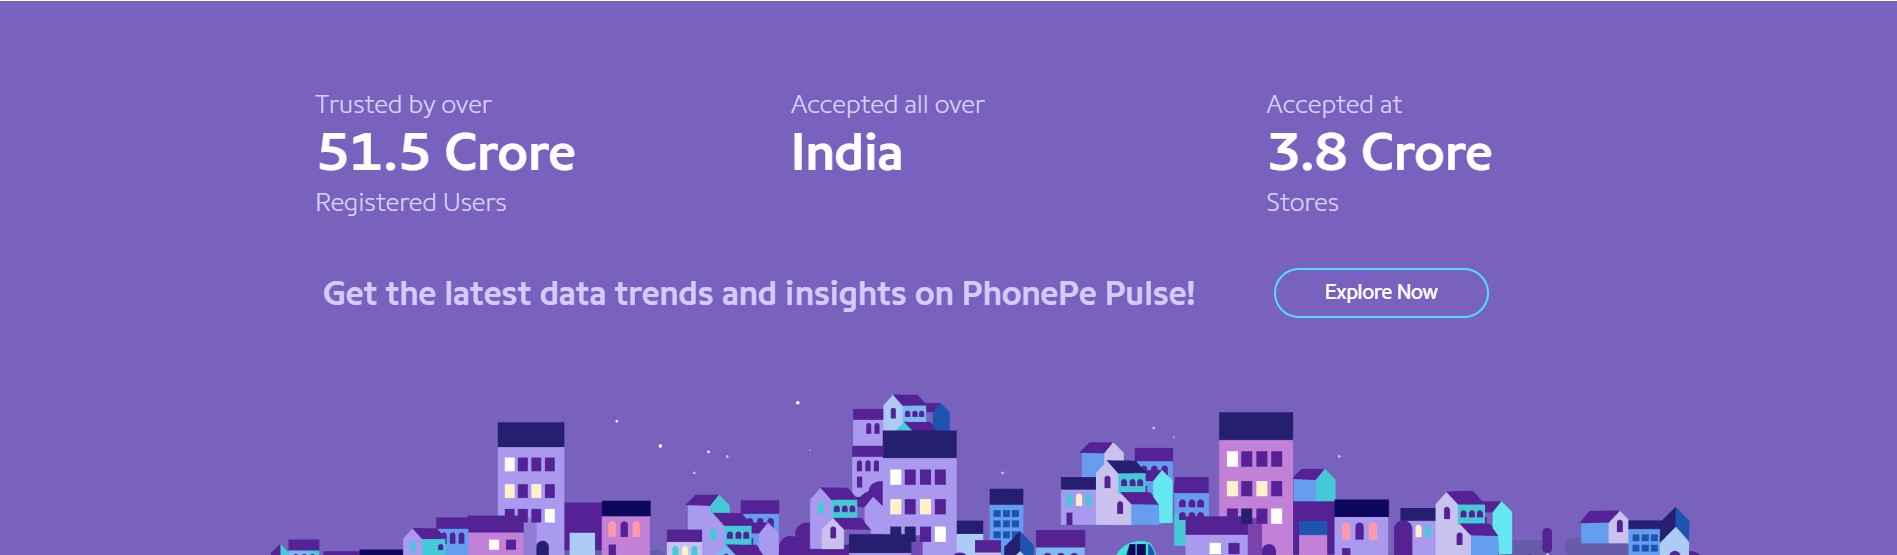 Trusted by over
51.5 Crore
Registered Users
Accepted all over
India
Accepted at
3.8 Crore
Stores
Get the latest data trends and insights on PhonePe Pulse!
Explore Now